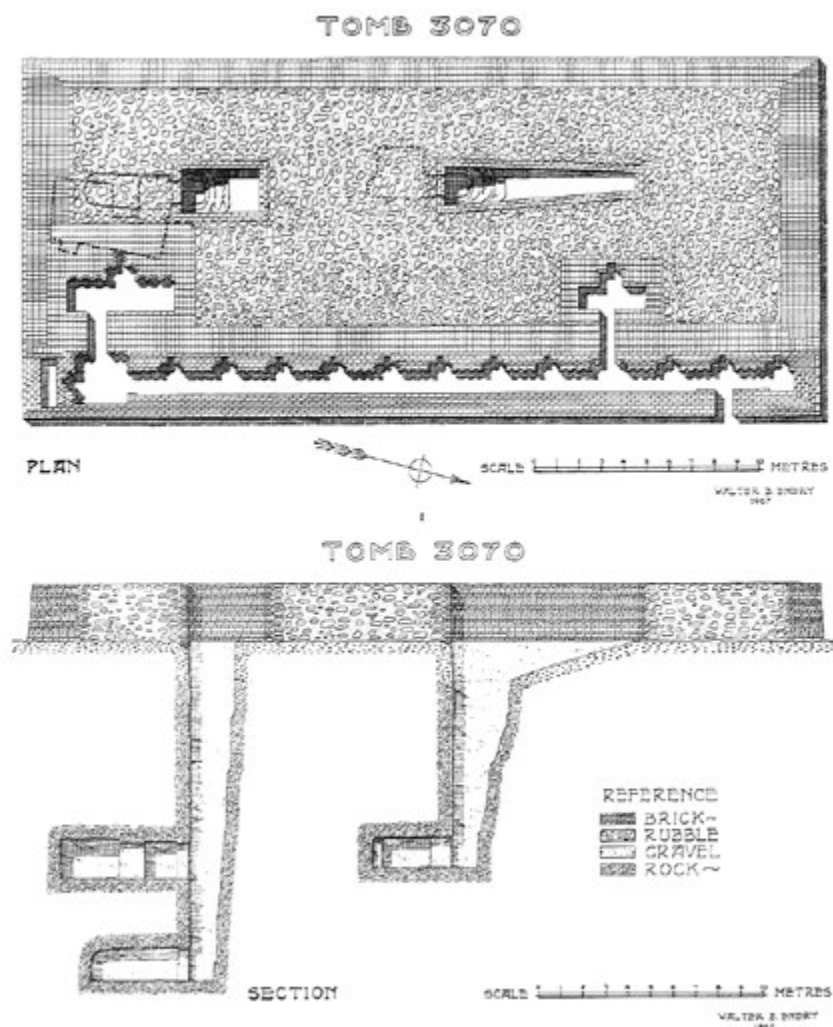 TOMB 3070
PLAN
SCALE
METRES
WALTER B. EMERY
TOMB 3070
REFERENCE
BRICK~
RUBBLE
GRAVEL
ROCK~
SECTION
SCALE
METRES
WALTER B. EMERY